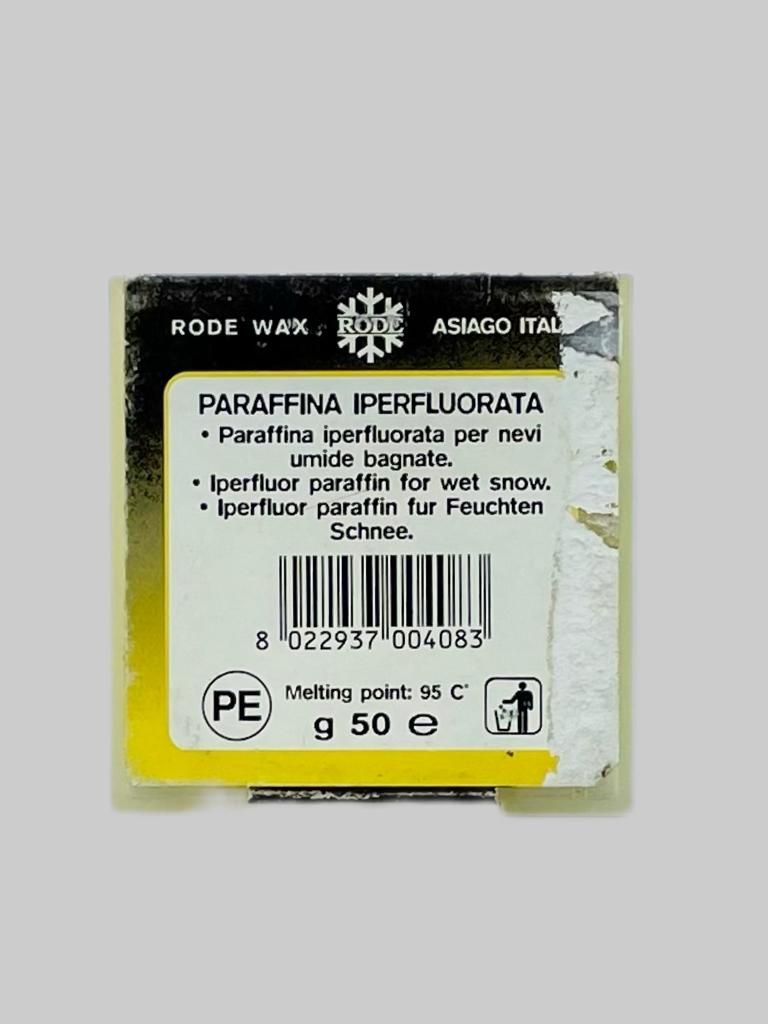 RODE WAX RODE ASIAGO ITAL
PARAFFINA IPERFLUORATA
• Paraffina iperfluorata per nevi
umide bagnate.
• Iperfluor paraffin for wet snow.
• Iperfluor paraffin fur Feuchten
Schnee.
8 022937 004083
PE Melting point: 95 C°
g 50 ℮